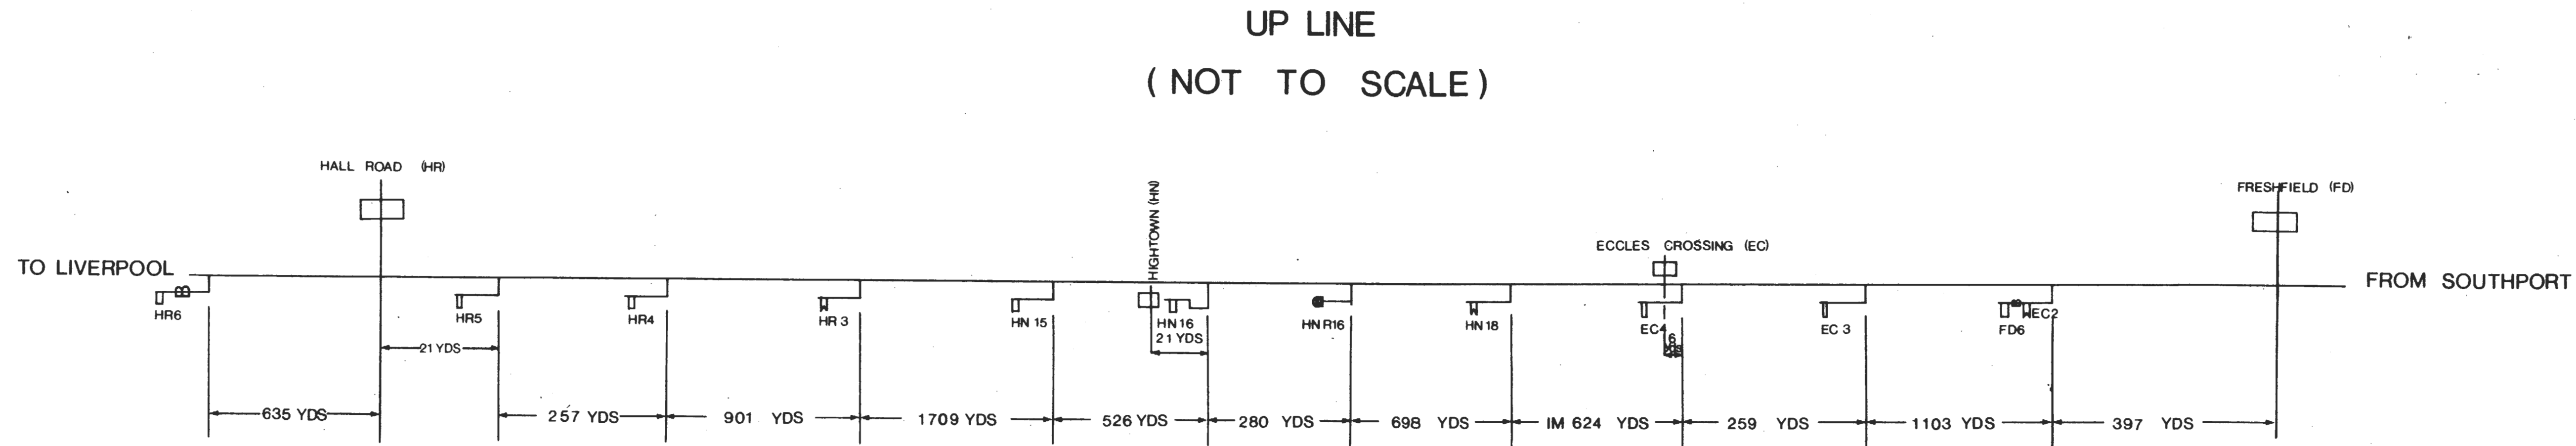 UP LINE
( NOT TO SCALE )
HALL ROAD (HR)
HIGHTOWN (HN)
ECCLES CROSSING (EC)
FRESHFIELD (FD)
TO LIVERPOOL
FROM SOUTHPORT
HR6
HR5
HR4
HR 3
HN 15
HN 16
HN R16
HN 18
EC4
EC 3
FD6
EC2
21 YDS
21 YDS
6
YDS
635 YDS
257 YDS
901 YDS
1709 YDS
526 YDS
280 YDS
698 YDS
1M 624 YDS
259 YDS
1103 YDS
397 YDS